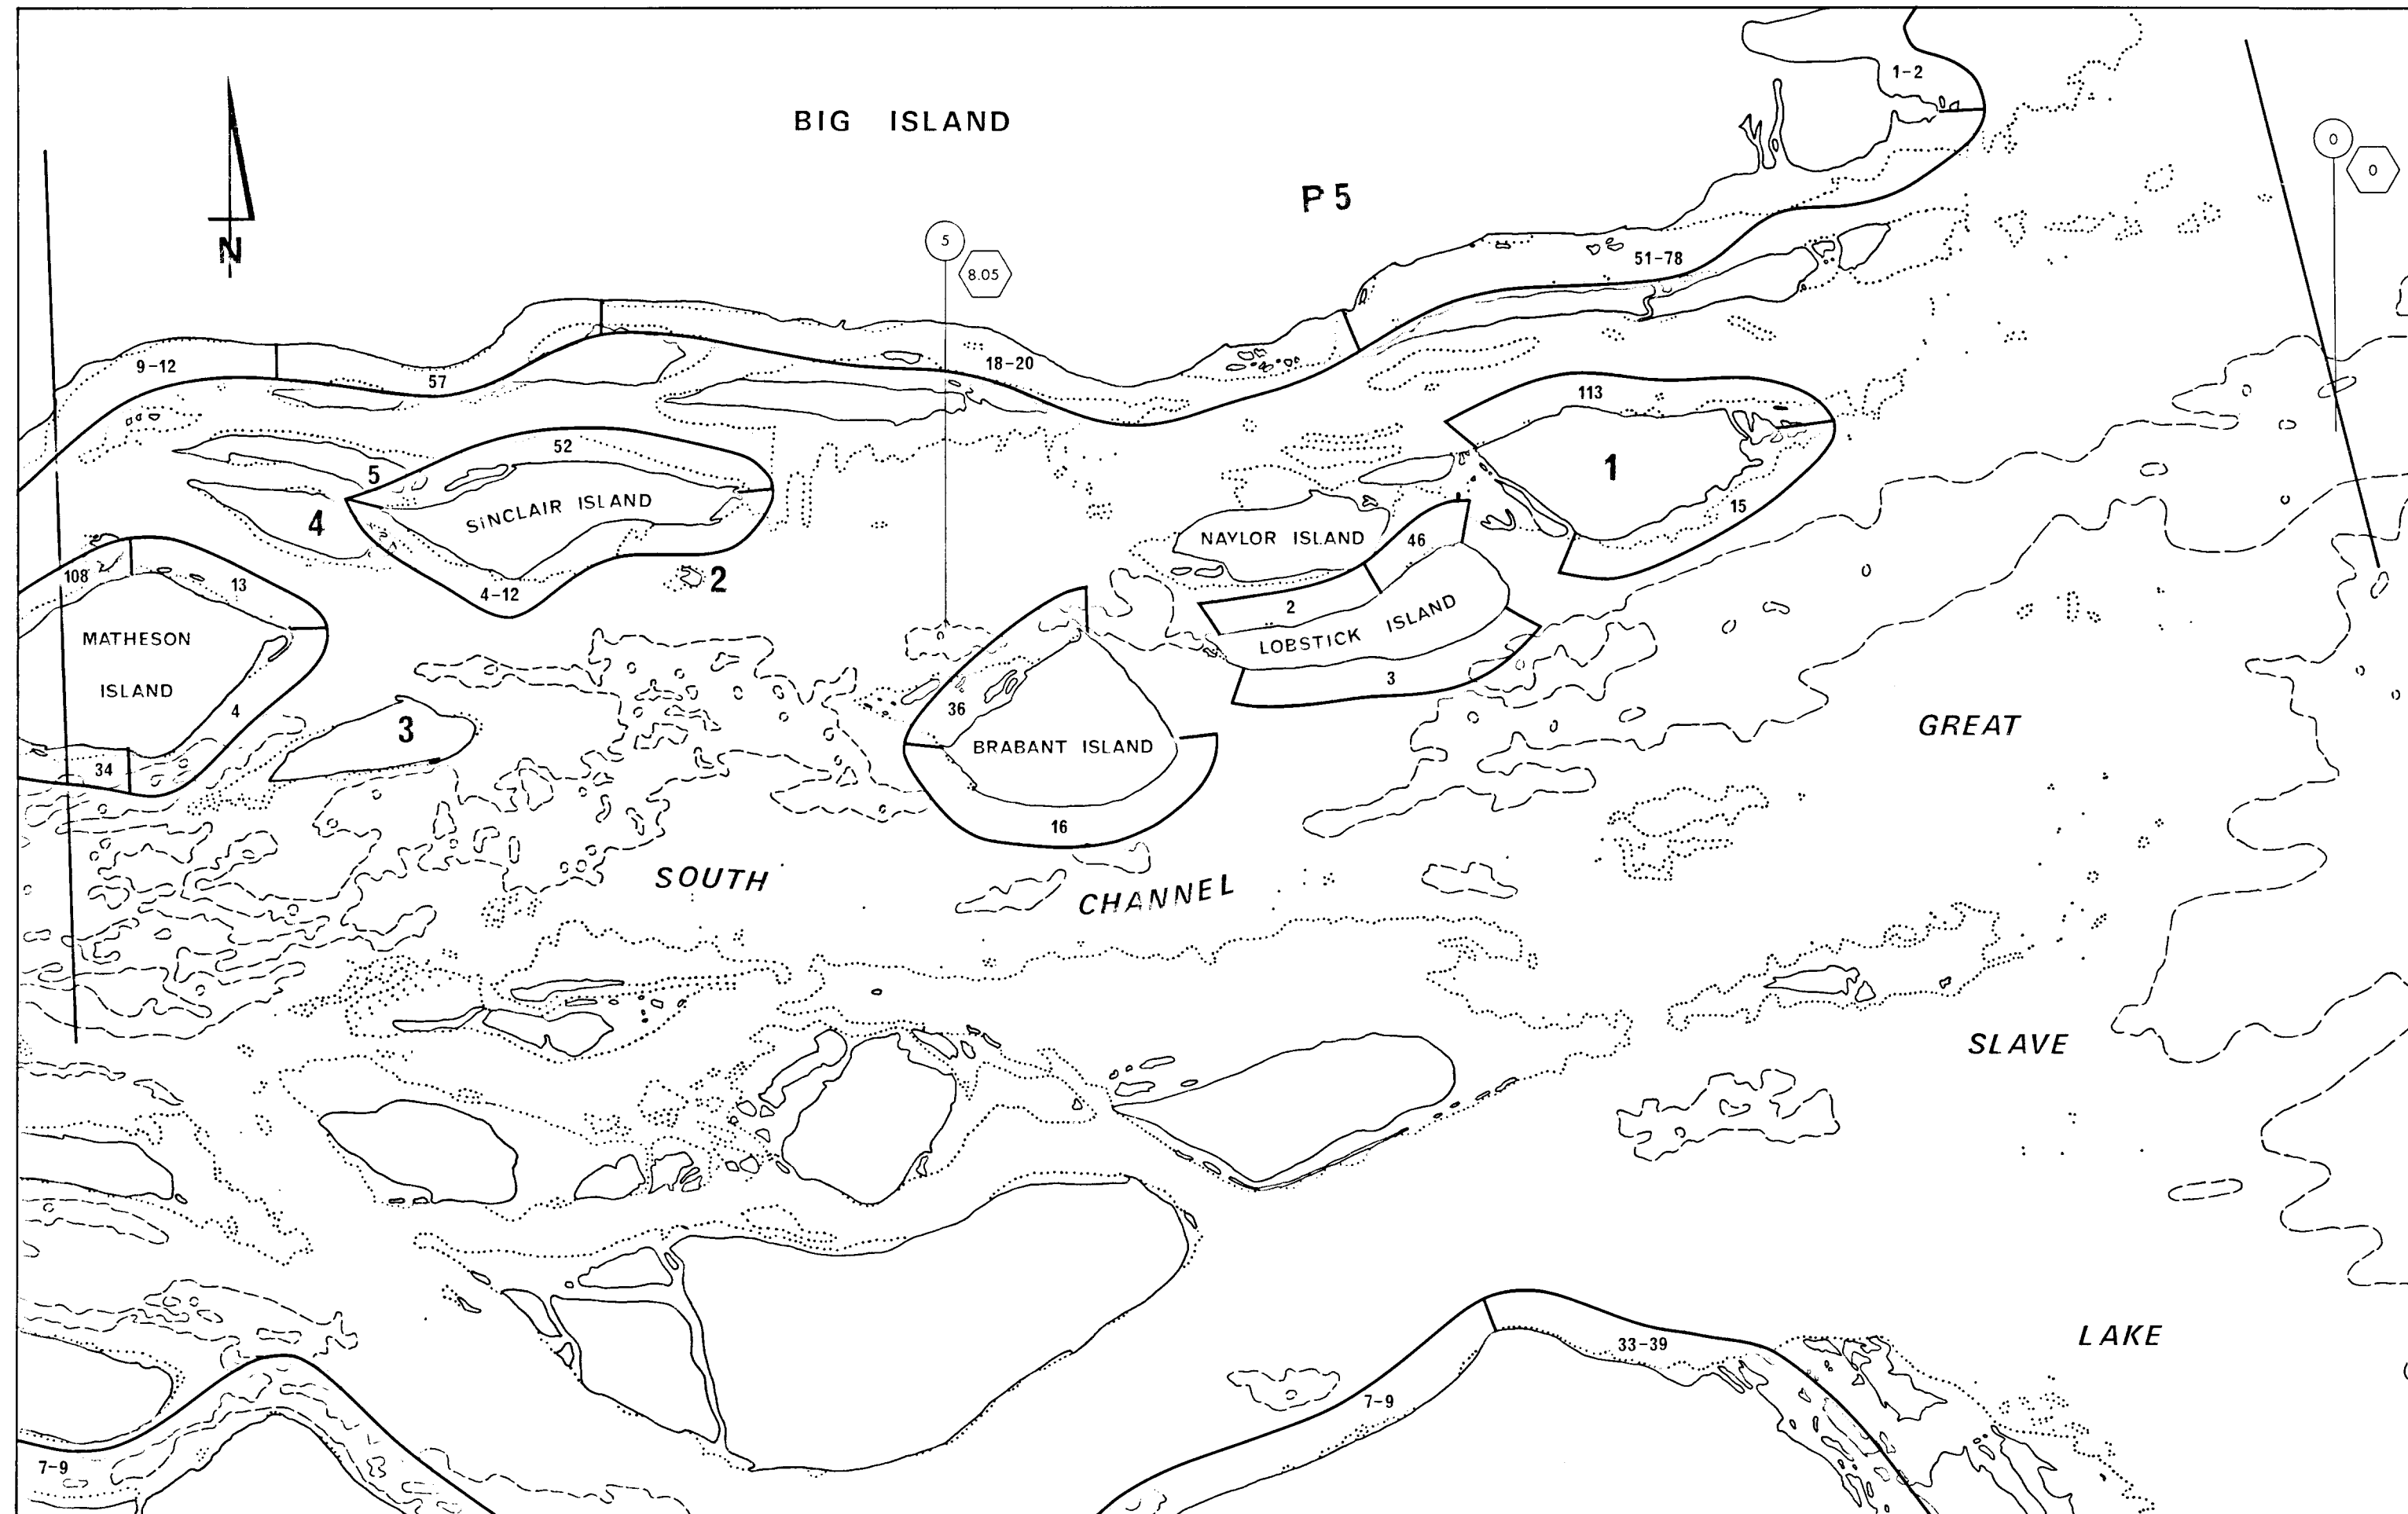 1-2
BIG ISLAND
0
0
P 5
N
5
8.05
51-78
9-12
57
18-20
113
52
5
1
SINCLAIR ISLAND
15
4
NAYLOR ISLAND
46
108
13
2
4-12
2
MATHESON
ISLAND
LOBSTICK ISLAND
3
4
36
3
GREAT
BRABANT ISLAND
34
16
SOUTH
CHANNEL
SLAVE
LAKE
33-39
7-9
7-9